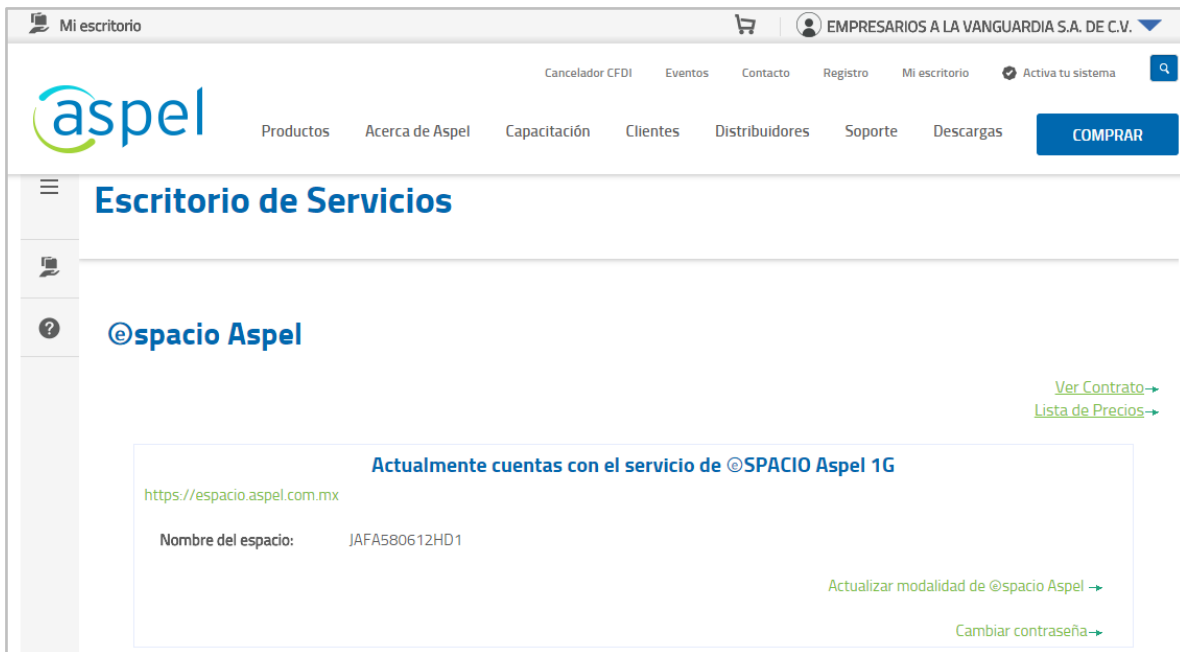 Mi escritorio
EMPRESARIOS A LA VANGUARDIA S.A. DE C.V.
Cancelador CFDI Eventos Contacto Registro Mi escritorio Activa tu sistema
aspel
Productos Acerca de Aspel Capacitación Clientes Distribuidores Soporte Descargas COMPRAR
Escritorio de Servicios
ⓔspacio Aspel
Ver Contrato
Lista de Precios
Actualmente cuentas con el servicio de ⓔSPACIO Aspel 1G
https://espacio.aspel.com.mx
Nombre del espacio: JAFA580612HD1
Actualizar modalidad de ⓔspacio Aspel
Cambiar contraseña